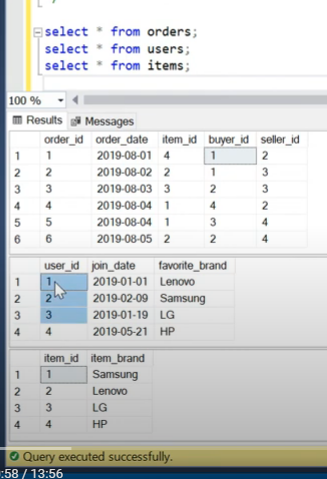 select * from orders;
select * from users;
select * from items;
100 %
Results Messages
order_id order_date item_id buyer_id seller_id
1 1 2019-08-01 4 1 2
2 2 2019-08-02 2 1 3
3 3 2019-08-03 3 2 3
4 4 2019-08-04 1 4 2
5 5 2019-08-04 1 3 4
6 6 2019-08-05 2 2 4
user_id join_date favorite_brand
1 1 2019-01-01 Lenovo
2 2 2019-02-09 Samsung
3 3 2019-01-19 LG
4 4 2019-05-21 HP
item_id item_brand
1 1 Samsung
2 2 Lenovo
3 3 LG
4 4 HP
Query executed successfully.
:58 / 13:56